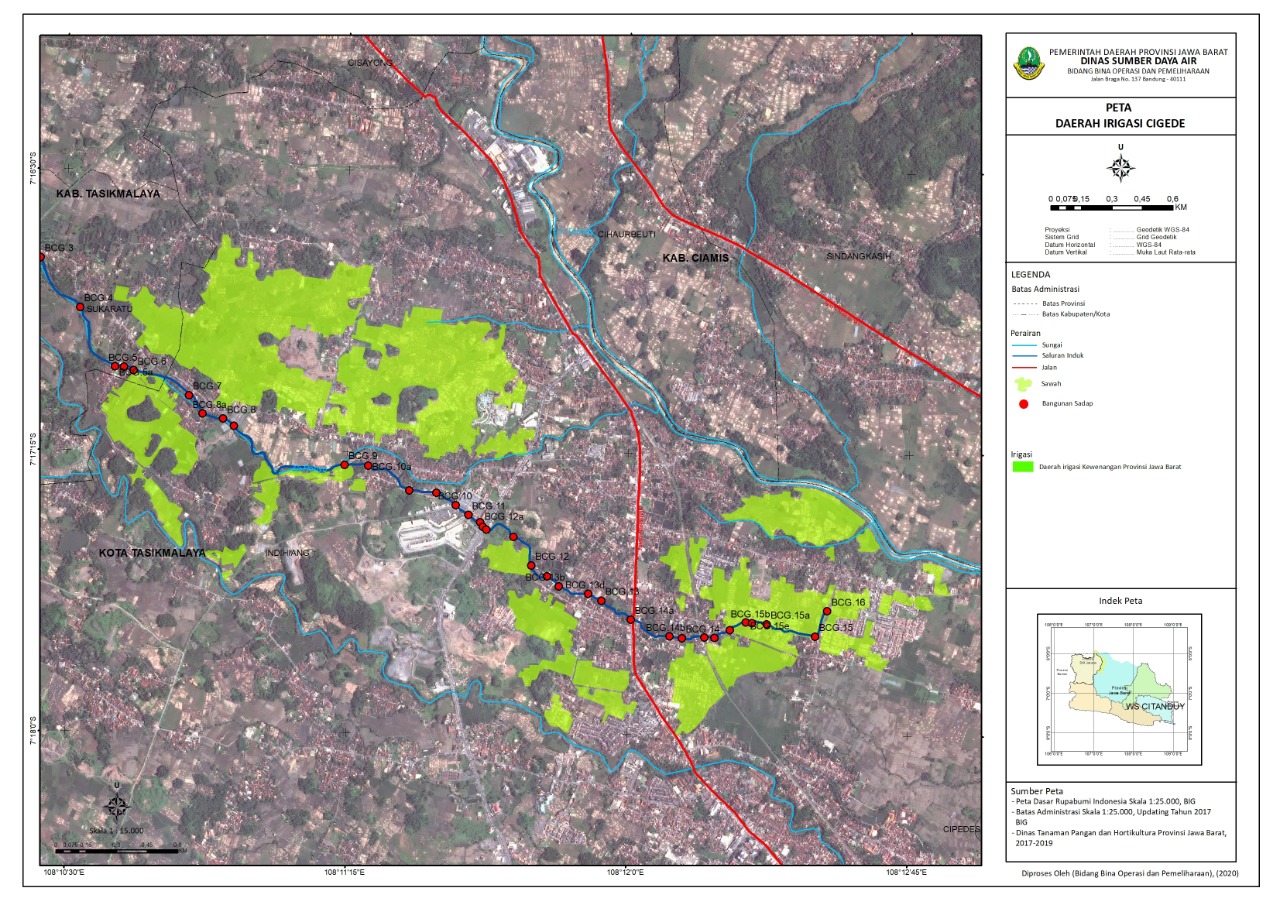 PEMERINTAH DAERAH PROVINSI JAWA BARAT
DINAS SUMBER DAYA AIR
BIDANG BINA OPERASI DAN PEMELIHARAAN
Jalan Braga No. 137 Bandung - 40111
PETA
DAERAH IRIGASI CIGEDE
U
0 0,075 0,15 0,3 0,45 0,6
KM
Proyeksi : ............ Geodetik WGS-84
Sistem Grid : ............ Grid Geodetik
Datum Horizontal : ............ WGS-84
Datum Vertikal : ............ Muka Laut Rata-rata
LEGENDA
Batas Administrasi
Batas Provinsi
Batas Kabupaten/Kota
Perairan
Sungai
Saluran Induk
Jalan
Sawah
Bangunan Sadap
Irigasi
Daerah irigasi Kewenangan Provinsi Jawa Barat
Indek Peta
WS CITANDUY
Sumber Peta
- Peta Dasar Rupabumi Indonesia Skala 1:25.000, BIG
- Batas Administrasi Skala 1:25.000, Updating Tahun 2017
BIG
- Dinas Tanaman Pangan dan Hortikultura Provinsi Jawa Barat,
2017-2019
Diproses Oleh (Bidang Bina Operasi dan Pemeliharaan), (2020)
CISAYONG
KAB. TASIKMALAYA
CIHAURBEUTI
KAB. CIAMIS
SINDANGKASIH
BCG.3
BCG.4
SUKARATU
BCG.5
BCG.6
BCG.7
BCG.8a
BCG.8
BCG.9
BCG.10a
BCG.10
BCG.11
BCG.12a
KOTA TASIKMALAYA
INDIHIANG
BCG.12
BCG.13b
BCG.13d
BCG.13
BCG.14a
BCG.14b
BCG.14
BCG.15b
BCG.15a
BCG.15e
BCG.15
BCG.16
CIPEDES
U
Skala 1 : 15.000
7°16'30"S
7°17'15"S
7°18'0"S
108°10'30"E
108°11'15"E
108°12'0"E
108°12'45"E